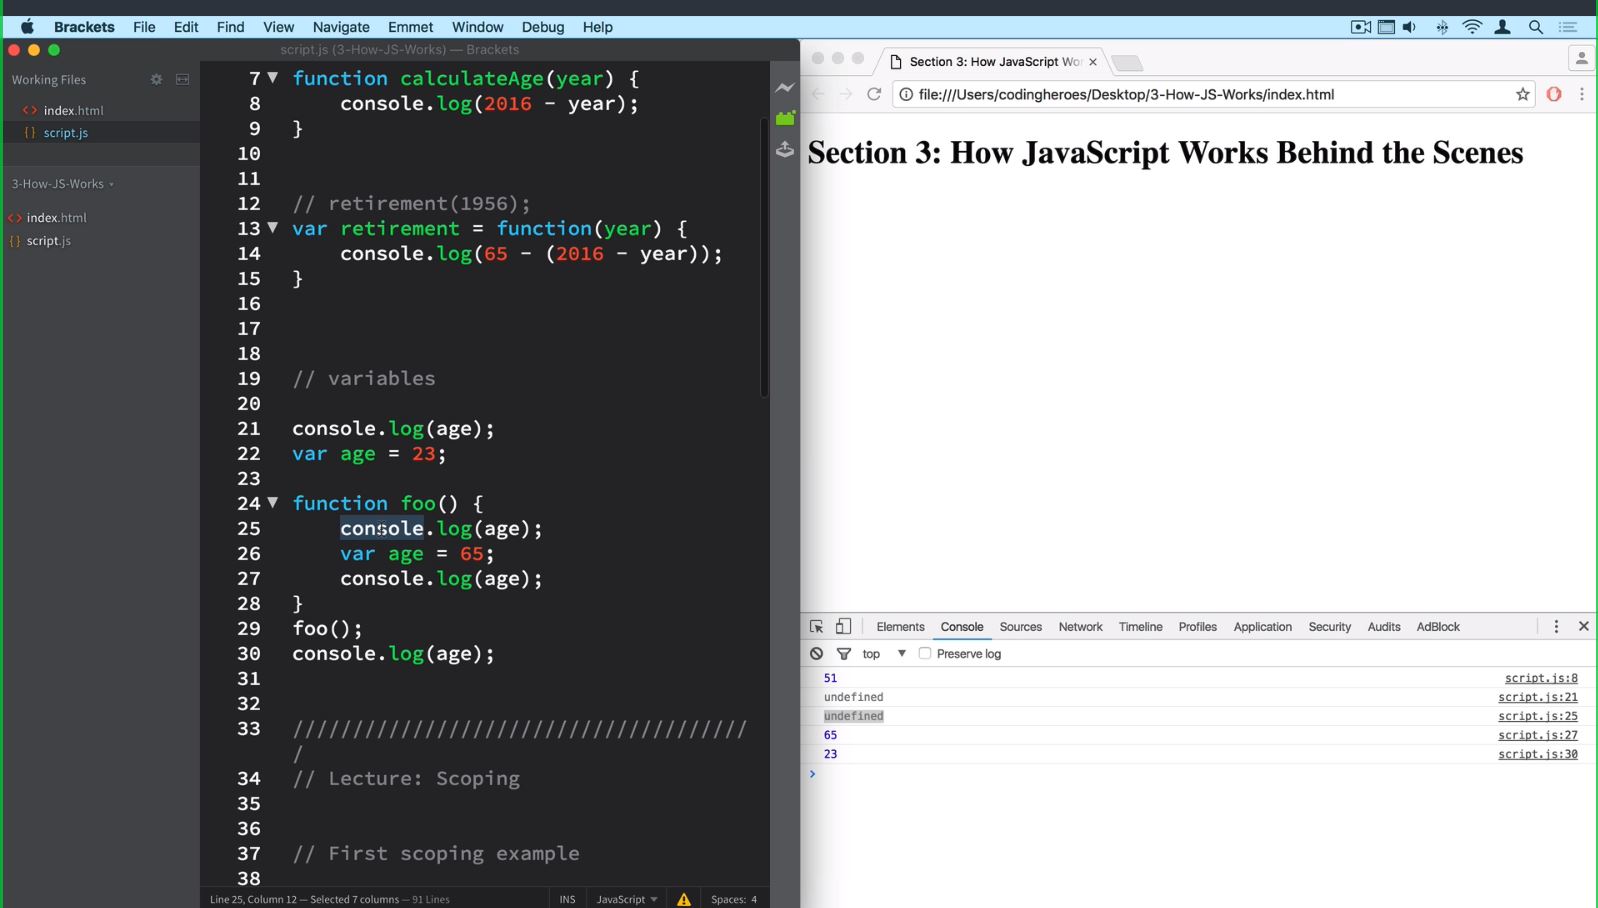 Brackets File Edit Find View Navigate Emmet Window Debug Help
script.js (3-How-JS-Works) — Brackets
Working Files
<> index.html
{} script.js
3-How-JS-Works
<> index.html
{} script.js
7 function calculateAge(year) {
8 console.log(2016 - year);
9 }
10
11
12 // retirement(1956);
13 var retirement = function(year) {
14 console.log(65 - (2016 - year));
15 }
16
17
18
19 // variables
20
21 console.log(age);
22 var age = 23;
23
24 function foo() {
25 console.log(age);
26 var age = 65;
27 console.log(age);
28 }
29 foo();
30 console.log(age);
31
32
33 //////////////////////////////////////
/
34 // Lecture: Scoping
35
36
37 // First scoping example
38
Line 25, Column 12 — Selected 7 columns — 91 Lines INS JavaScript Spaces: 4
Section 3: How JavaScript Wor
file:///Users/codingheroes/Desktop/3-How-JS-Works/index.html
Section 3: How JavaScript Works Behind the Scenes
Elements Console Sources Network Timeline Profiles Application Security Audits AdBlock
top Preserve log
51 script.js:8
undefined script.js:21
undefined script.js:25
65 script.js:27
23 script.js:30
>